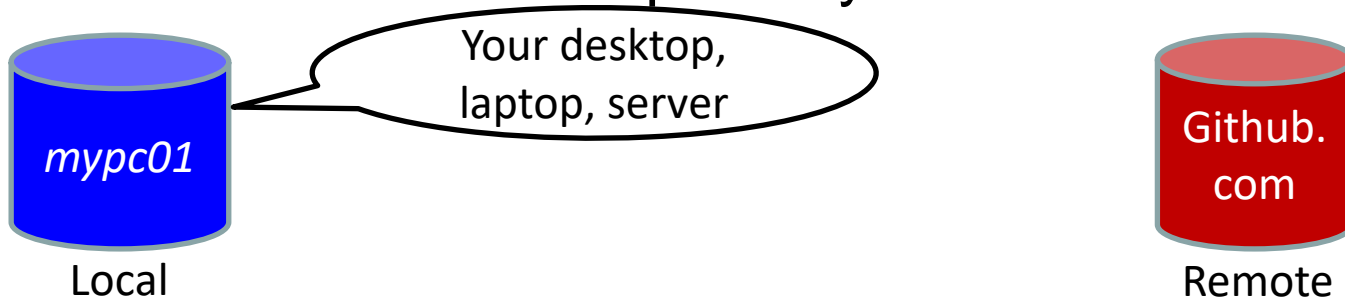 Your desktop,
laptop, server
mypc01
Github.
com
Local
Remote